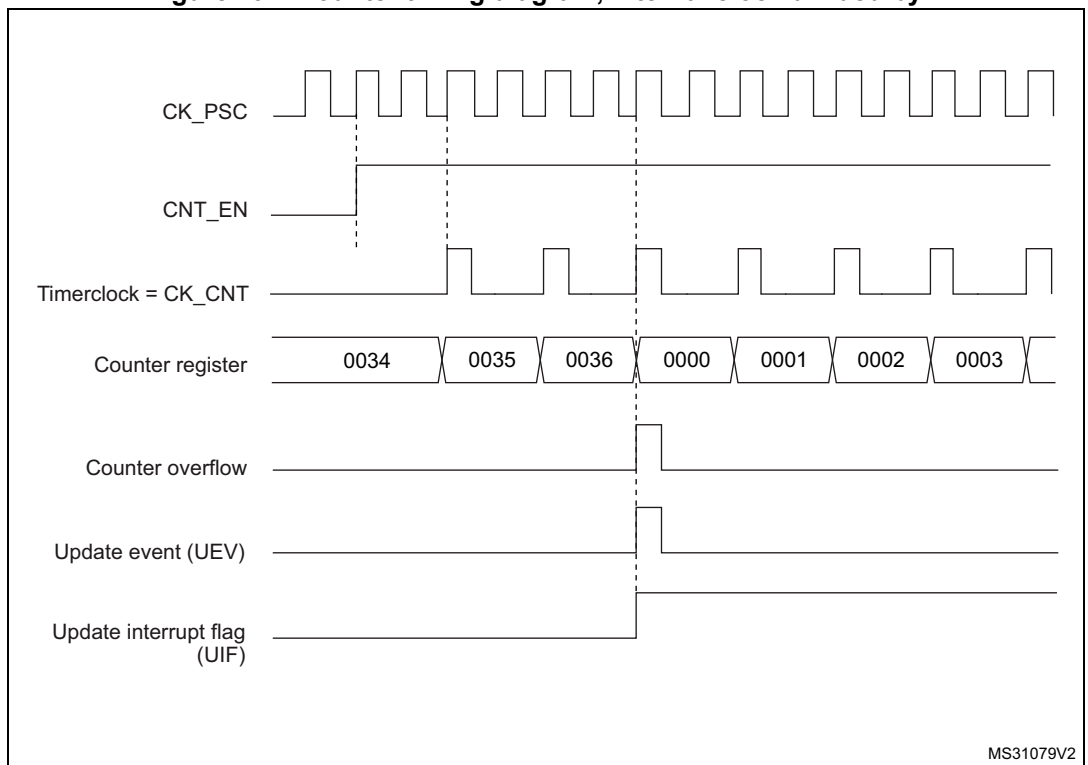 CK_PSC
CNT_EN
Timerclock = CK_CNT
Counter register
0034 0035 0036 0000 0001 0002 0003
Counter overflow
Update event (UEV)
Update interrupt flag
(UIF)
MS31079V2